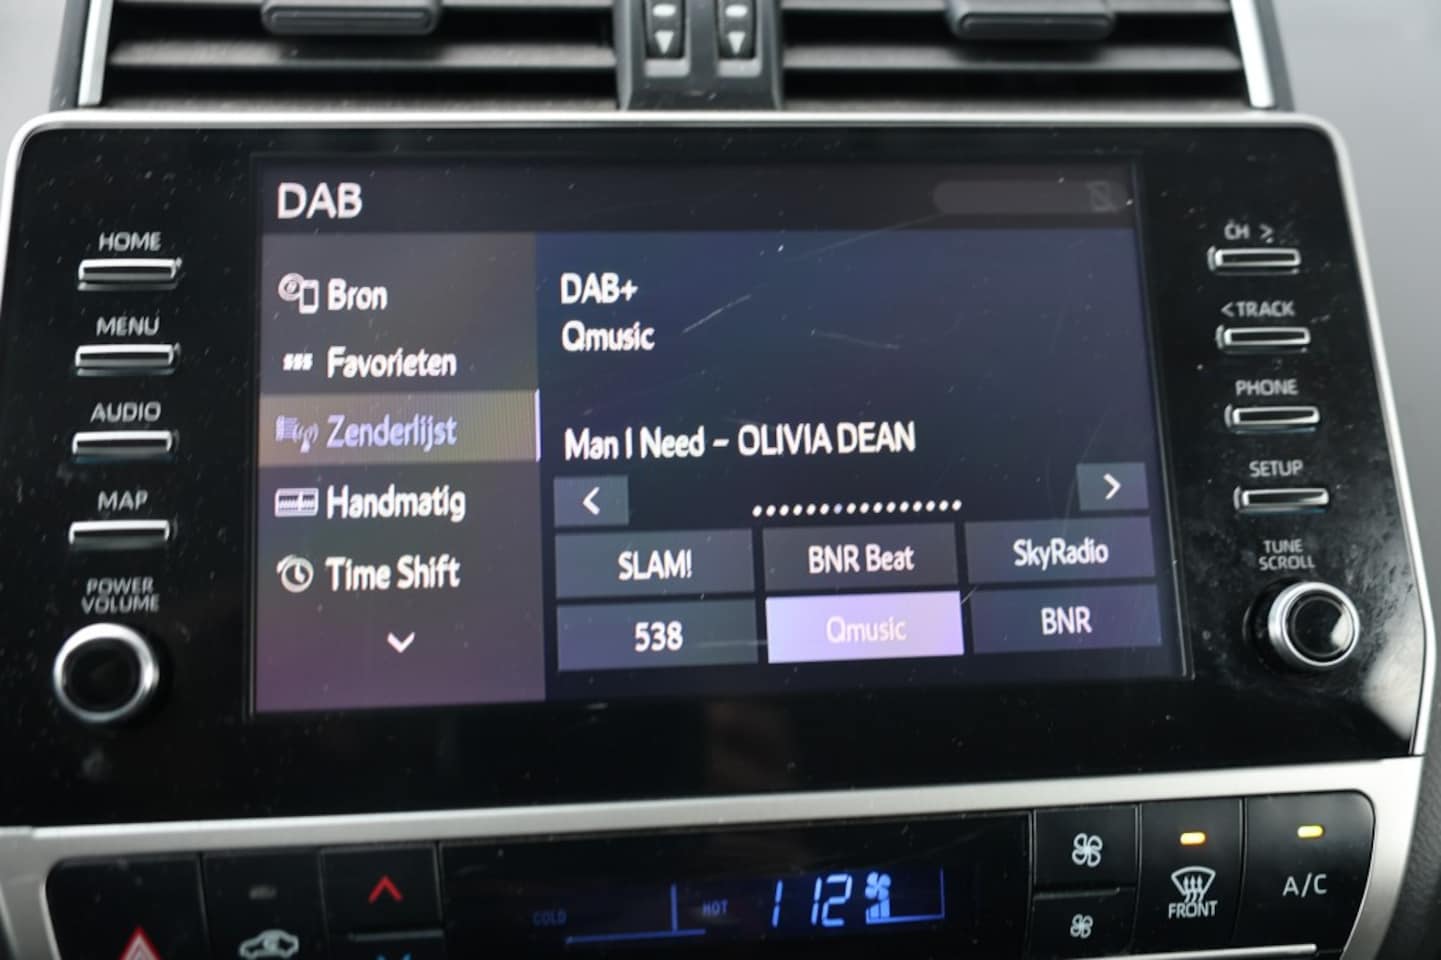 DAB
HOME
MENU
AUDIO
MAP
POWER
VOLUME
Bron
Favorieten
Zenderlijst
Handmatig
Time Shift
DAB+
Qmusic
Man I Need - OLIVIA DEAN
<
>
SLAM!
BNR Beat
SkyRadio
538
Qmusic
BNR
CH >
< TRACK
PHONE
SETUP
TUNE
SCROLL
COLD
HOT
112
FRONT
A/C